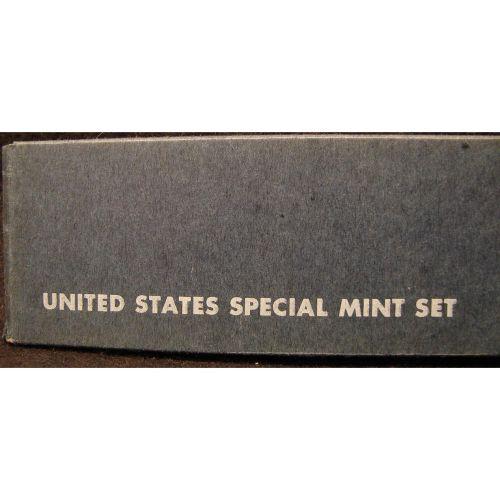 UNITED STATES SPECIAL MINT SET